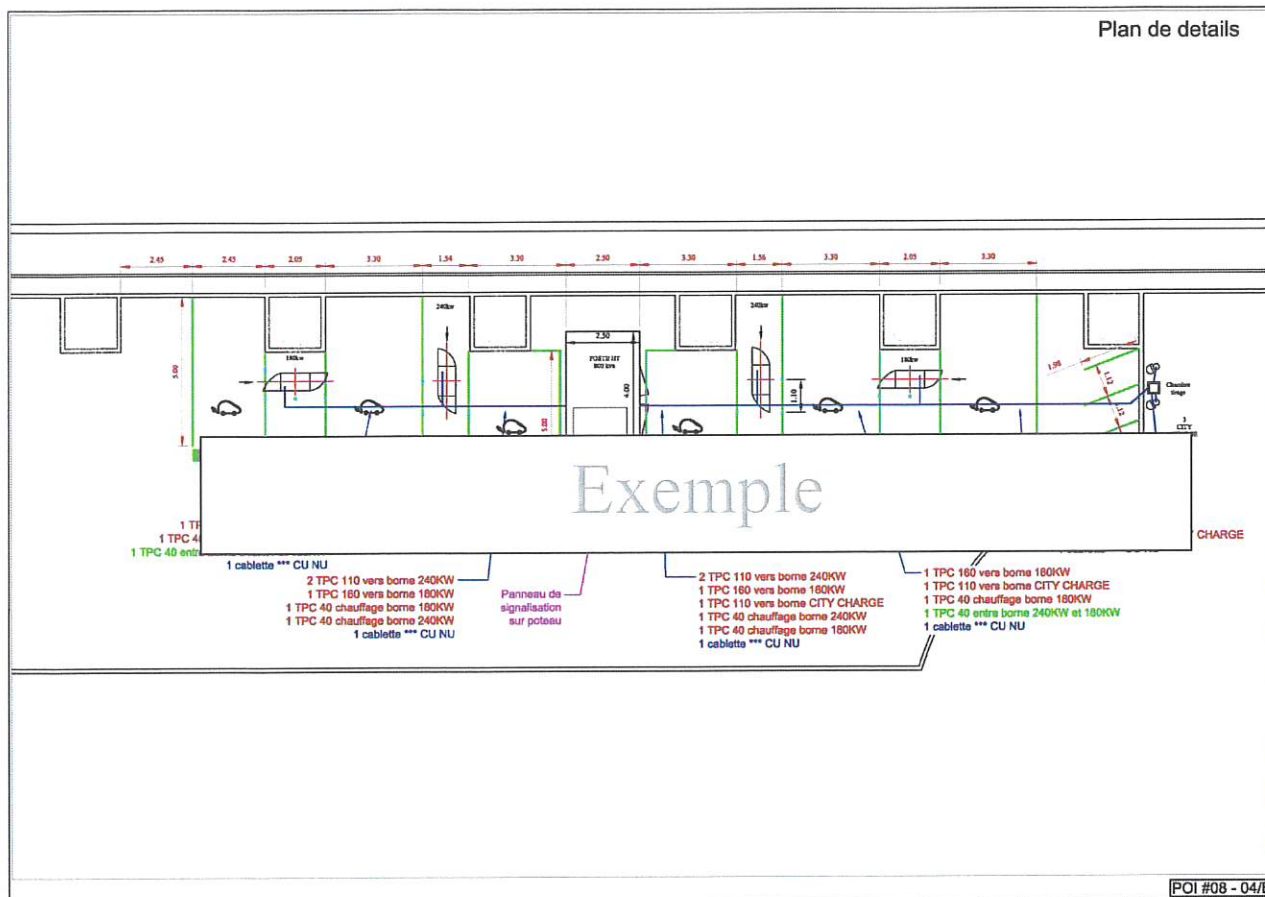 Plan de details
2.45 2.45 2.05 3.30 1.54 3.30 2.50 3.30 1.56 3.30 2.05 3.30
240kw
240kw
2.50
180kw
POSTE HT
800 kva
180kw
1.98
5.00
4.00
1.10
1.12
Chambre
tirage
5.00
1.12
3
CITY
Exemple
1 TPC 40 entre
CHARGE
1 cablette *** CU NU
2 TPC 110 vers borne 240KW
1 TPC 160 vers borne 180KW
1 TPC 40 chauffage borne 180KW
1 TPC 40 chauffage borne 240KW
1 cablette *** CU NU
Panneau de
signalisation
sur poteau
2 TPC 110 vers borne 240KW
1 TPC 160 vers borne 180KW
1 TPC 110 vers borne CITY CHARGE
1 TPC 40 chauffage borne 240KW
1 TPC 40 chauffage borne 180KW
1 cablette *** CU NU
1 TPC 160 vers borne 180KW
1 TPC 110 vers borne CITY CHARGE
1 TPC 40 chauffage borne 180KW
1 TPC 40 entre borne 240KW et 180KW
1 cablette *** CU NU
POI #08 - 04/